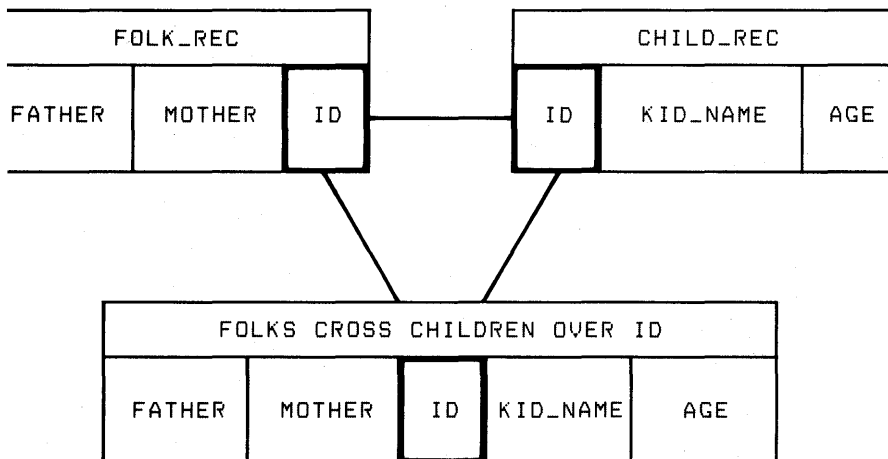 FOLK_REC
CHILD_REC
FATHER MOTHER ID
ID KID_NAME AGE
FOLKS CROSS CHILDREN OVER ID
FATHER MOTHER ID KID_NAME AGE